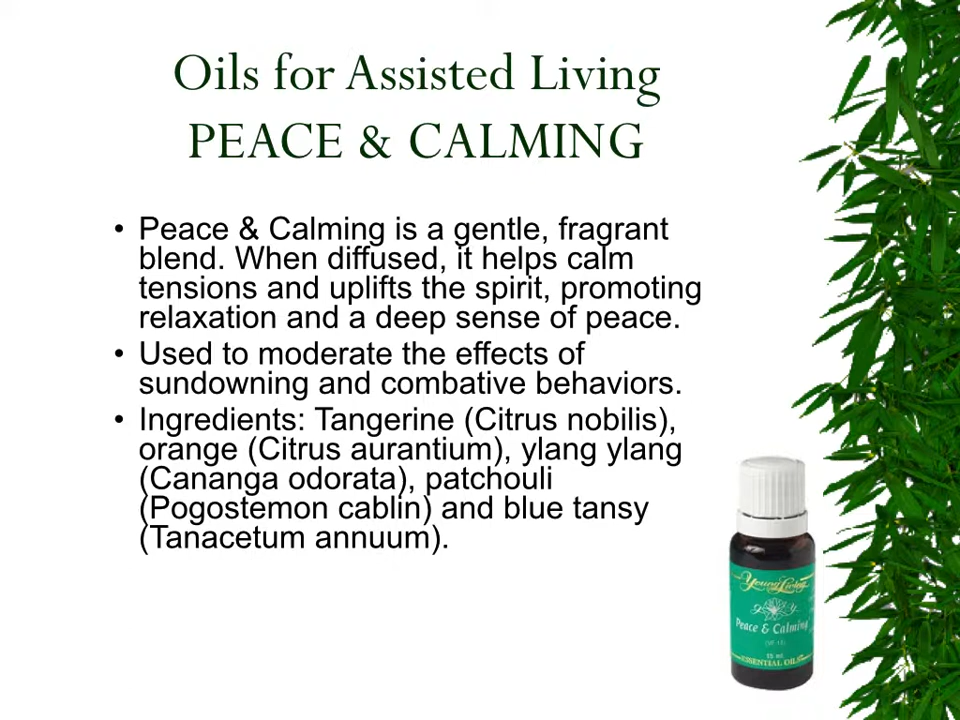 Oils for Assisted Living
PEACE & CALMING
• Peace & Calming is a gentle, fragrant
blend. When diffused, it helps calm
tensions and uplifts the spirit, promoting
relaxation and a deep sense of peace.
• Used to moderate the effects of
sundowning and combative behaviors.
• Ingredients: Tangerine (Citrus nobilis),
orange (Citrus aurantium), ylang ylang
(Cananga odorata), patchouli
(Pogostemon cablin) and blue tansy
(Tanacetum annuum).
Young Living
Peace & Calming
15 ml
ESSENTIAL OILS